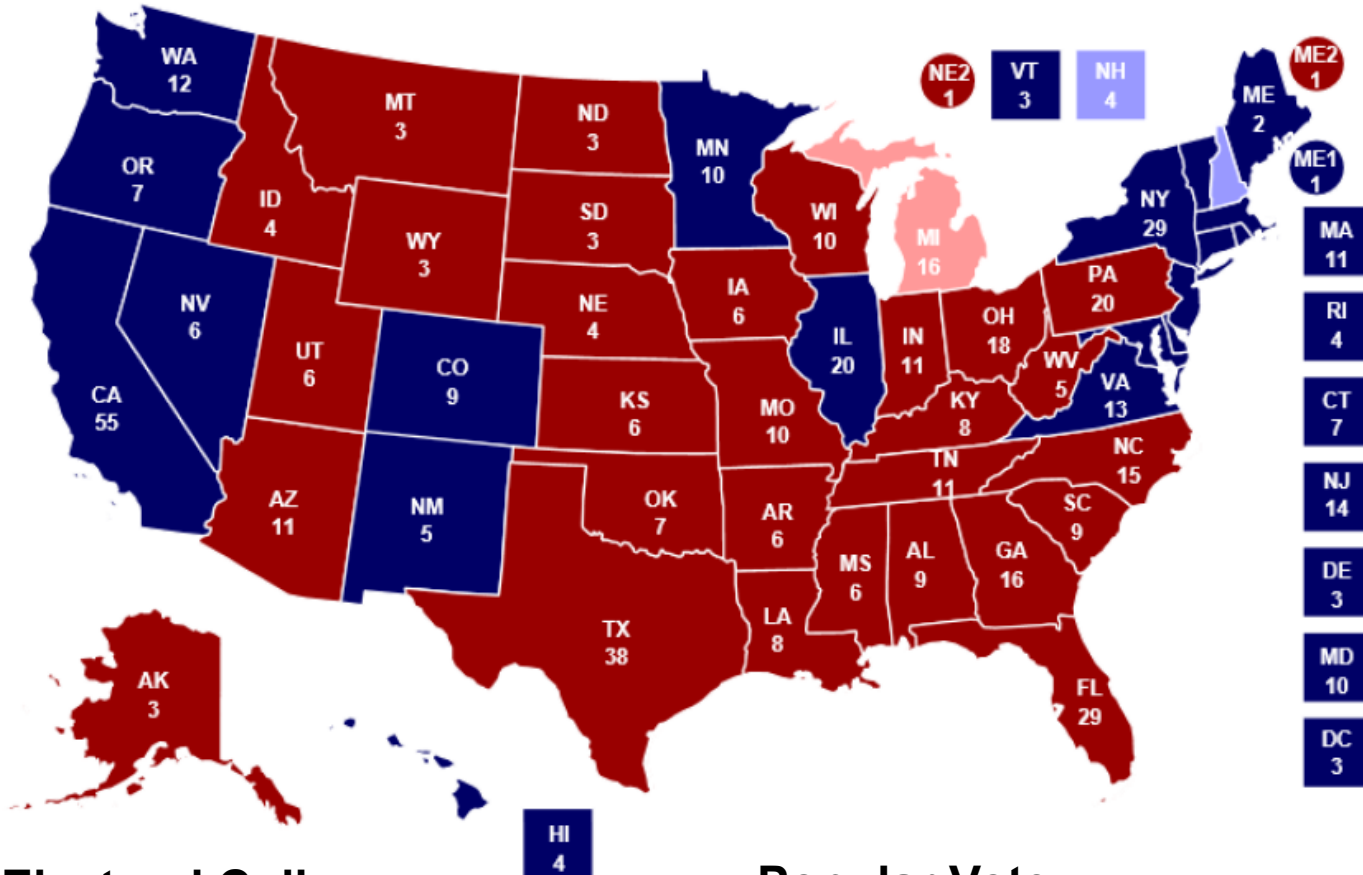 WA
12
OR
7
CA
55
NV
6
ID
4
MT
3
WY
3
UT
6
CO
9
AZ
11
NM
5
ND
3
SD
3
NE
4
KS
6
OK
7
TX
38
MN
10
IA
6
MO
10
AR
6
LA
8
WI
10
IL
20
MI
16
IN
11
OH
18
KY
8
TN
11
MS
6
AL
9
GA
16
FL
29
SC
9
NC
15
VA
13
WV
5
PA
20
NY
29
ME
2
NE2
1
VT
3
NH
4
ME2
1
ME1
1
MA
11
RI
4
CT
7
NJ
14
DE
3
MD
10
DC
3
AK
3
HI
4
Popular Vote